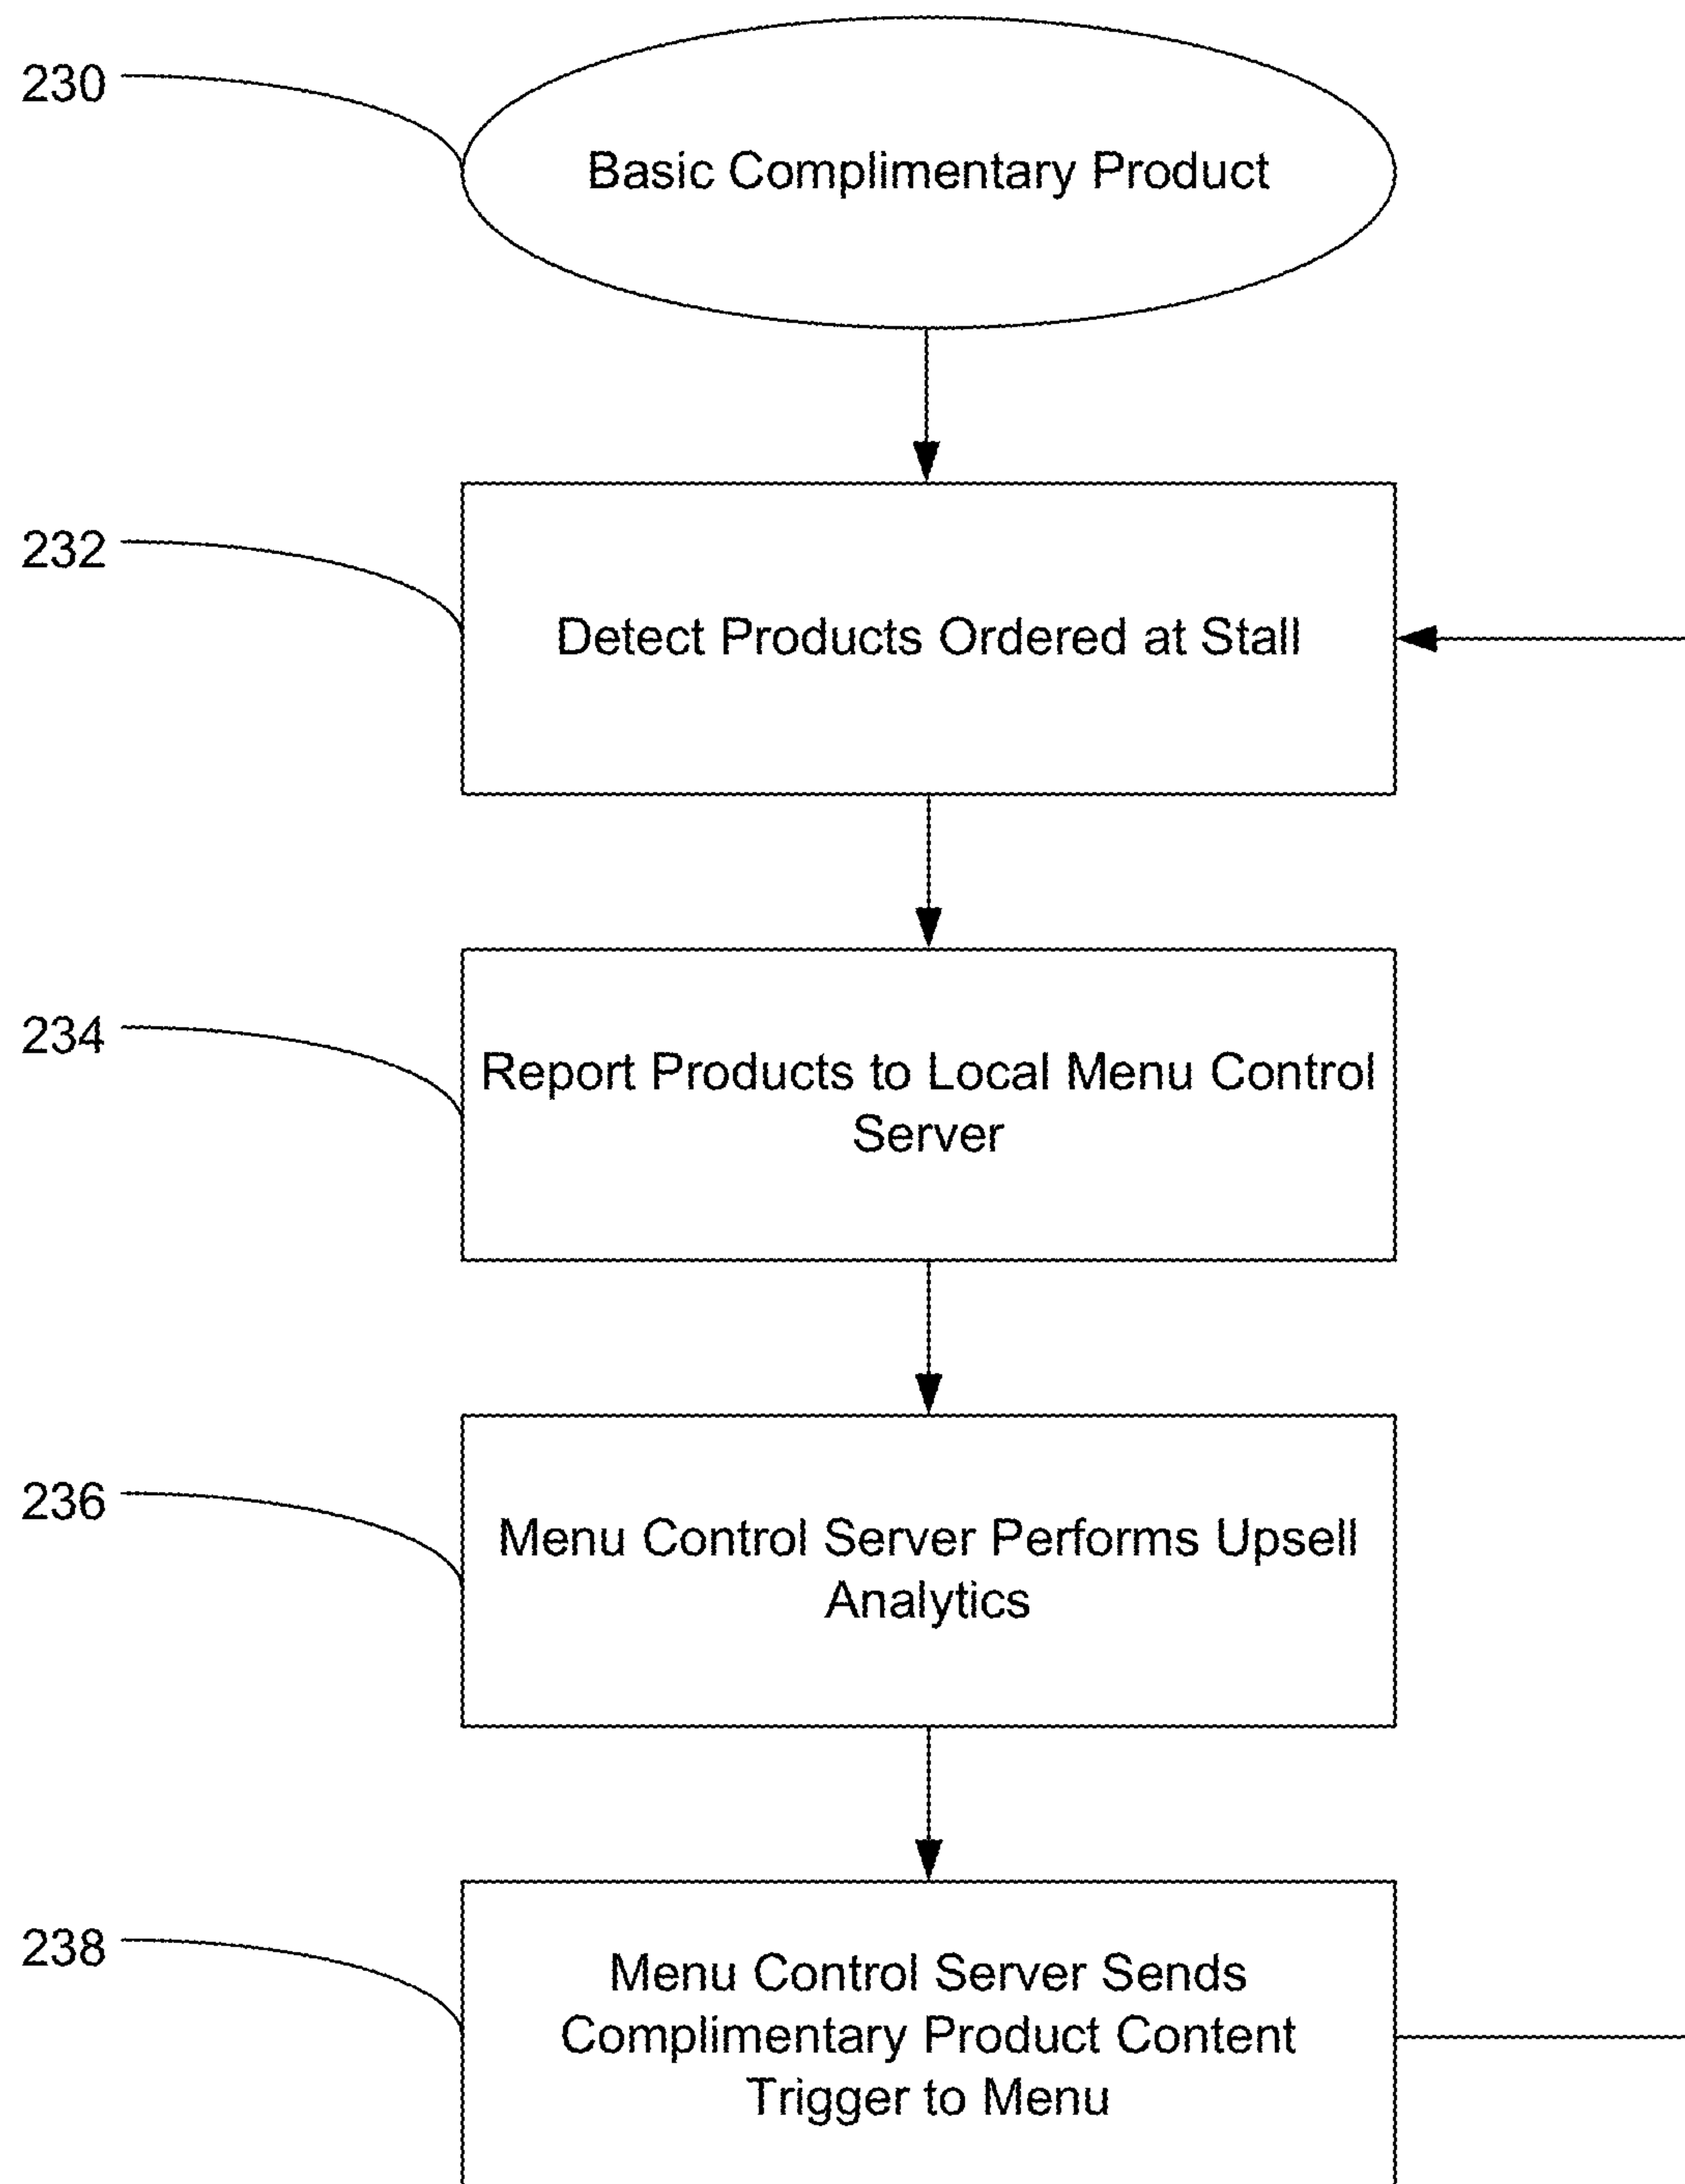 230
Basic Complimentary Product
232
Detect Products Ordered at Stall
234
Report Products to Local Menu Control
Server
236
Menu Control Server Performs Upsell
Analytics
238
Menu Control Server Sends
Complimentary Product Content
Trigger to Menu